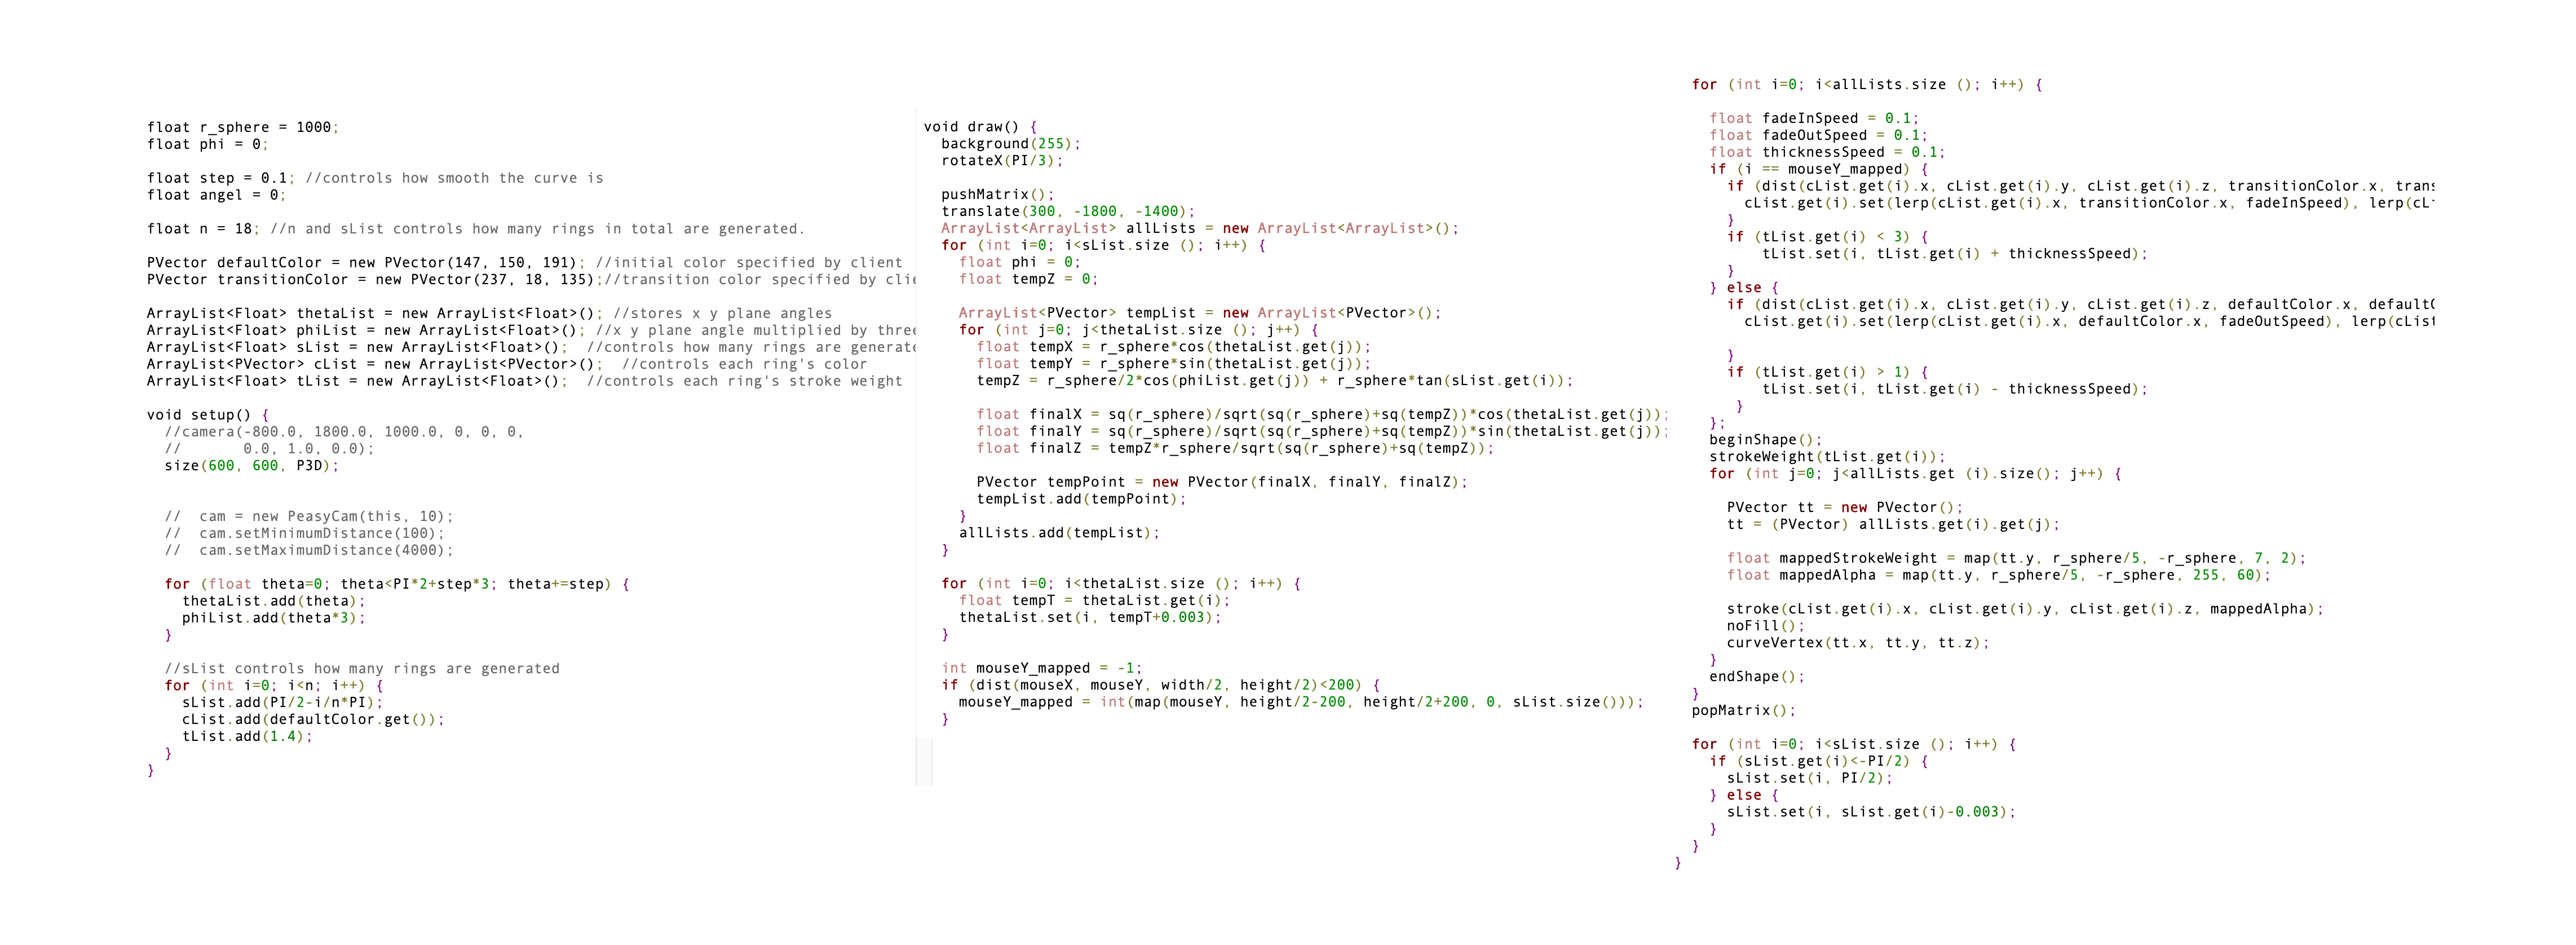 float r_sphere = 1000;
float phi = 0;
float step = 0.1; //controls how smooth the curve is
float angel = 0;
float n = 18; //n and sList controls how many rings in total are generated.
PVector defaultColor = new PVector(147, 150, 191); //initial color specified by client
PVector transitionColor = new PVector(237, 18, 135);//transition color specified by clie
ArrayList<Float> thetaList = new ArrayList<Float>(); //stores x y plane angles
ArrayList<Float> phiList = new ArrayList<Float>(); //x y plane angle multiplied by three
ArrayList<Float> sList = new ArrayList<Float>();  //controls how many rings are generate
ArrayList<PVector> cList = new ArrayList<PVector>();  //controls each ring's color
ArrayList<Float> tList = new ArrayList<Float>();  //controls each ring's stroke weight
void setup() {
  //camera(-800.0, 1800.0, 1000.0, 0, 0, 0,
  //       0.0, 1.0, 0.0);
  size(600, 600, P3D);
  //  cam = new PeasyCam(this, 10);
  //  cam.setMinimumDistance(100);
  //  cam.setMaximumDistance(4000);
  for (float theta=0; theta<PI*2+step*3; theta+=step) {
    thetaList.add(theta);
    philist.add(theta*3);
  }
  //sList controls how many rings are generated
  for (int i=0; i<n; i++) {
    sList.add(PI/2-i/n*PI);
    cList.add(defaultColor.get());
    tList.add(1.4);
  }
}
void draw() {
  background(255);
  rotateX(PI/3);
  pushMatrix();
  translate(300, -1800, -1400);
  ArrayList<ArrayList> allLists = new ArrayList<ArrayList>();
  for (int i=0; i<sList.size (); i++) {
    float phi = 0;
    float tempZ = 0;
    ArrayList<PVector> tempList = new ArrayList<PVector>();
    for (int j=0; j<thetaList.size (); j++) {
      float tempX = r_sphere*cos(thetaList.get(j));
      float tempY = r_sphere*sin(thetaList.get(j));
      tempZ = r_sphere/2*cos(phiList.get(j)) + r_sphere*tan(sList.get(i));
      float finalX = sq(r_sphere)/sqrt(sq(r_sphere)+sq(tempZ))*cos(thetaList.get(j));
      float finalY = sq(r_sphere)/sqrt(sq(r_sphere)+sq(tempZ))*sin(thetaList.get(j));
      float finalZ = tempZ*r_sphere/sqrt(sq(r_sphere)+sq(tempZ));
      PVector tempPoint = new PVector(finalX, finalY, finalZ);
      tempList.add(tempPoint);
    }
    allLists.add(tempList);
  }
  for (int i=0; i<thetaList.size (); i++) {
    float tempT = thetaList.get(i);
    thetaList.set(i, tempT+0.003);
  }
  int mouseY_mapped = -1;
  if (dist(mouseX, mouseY, width/2, height/2)<200) {
    mouseY_mapped = int(map(mouseY, height/2-200, height/2+200, 0, sList.size()));
  }
  for (int i=0; i<allLists.size (); i++) {
    float fadeInSpeed = 0.1;
    float fadeOutSpeed = 0.1;
    float thicknessSpeed = 0.1;
    if (i == mouseY_mapped) {
      if (dist(cList.get(i).x, cList.get(i).y, cList.get(i).z, transitionColor.x, trans
        cList.get(i).set(lerp(cList.get(i).x, transitionColor.x, fadeInSpeed), lerp(cL
      }
      if (tList.get(i) < 3) {
          tList.set(i, tList.get(i) + thicknessSpeed);
      }
    } else {
      if (dist(cList.get(i).x, cList.get(i).y, cList.get(i).z, defaultColor.x, default
        cList.get(i).set(lerp(cList.get(i).x, defaultColor.x, fadeOutSpeed), lerp(cList
      }
      if (tList.get(i) > 1) {
          tList.set(i, tList.get(i) - thicknessSpeed);
       }
    };
    beginShape();
    strokeWeight(tList.get(i));
    for (int j=0; j<allLists.get (i).size(); j++) {
      PVector tt = new PVector();
      tt = (PVector) allLists.get(i).get(j);
      float mappedStrokeWeight = map(tt.y, r_sphere/5, -r_sphere, 7, 2);
      float mappedAlpha = map(tt.y, r_sphere/5, -r_sphere, 255, 60);
      stroke(cList.get(i).x, cList.get(i).y, cList.get(i).z, mappedAlpha);
      noFill();
      curveVertex(tt.x, tt.y, tt.z);
    }
    endShape();
  }
  popMatrix();
  for (int i=0; i<sList.size (); i++) {
    if (sList.get(i)<-PI/2) {
      sList.set(i, PI/2);
    } else {
      sList.set(i, sList.get(i)-0.003);
    }
  }
}